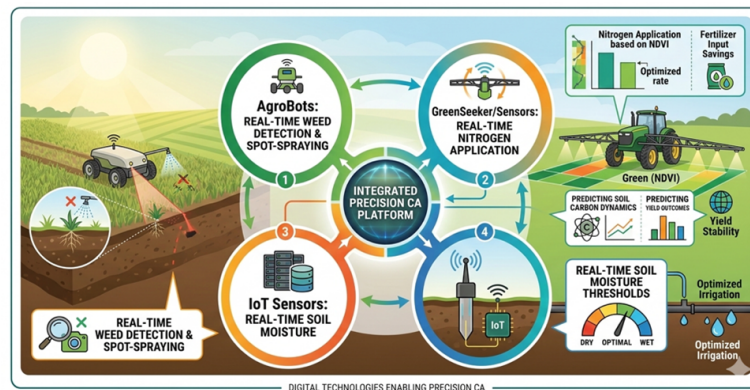 AgroBots:
REAL-TIME WEED
DETECTION &
SPOT-SPRAYING
1
GreenSeeker/Sensors:
REAL-TIME
NITROGEN
APPLICATION
2
INTEGRATED
PRECISION CA
PLATFORM
3
IoT Sensors:
REAL-TIME SOIL
MOISTURE
4
IoT
REAL-TIME
WEED DETECTION &
SPOT-SPRAYING
Nitrogen Application
based on NDVI
Optimized
rate
Fertilizer
Input
Savings
Green (NDVI)
PREDICTING SOIL
CARBON DYNAMICS
C
PREDICTING
YIELD OUTCOMES
Yield
Stability
REAL-TIME SOIL
MOISTURE
THRESHOLDS
DRY
OPTIMAL
WET
Optimized
Irrigation
Optimized
Irrigation
DIGITAL TECHNOLOGIES ENABLING PRECISION CA